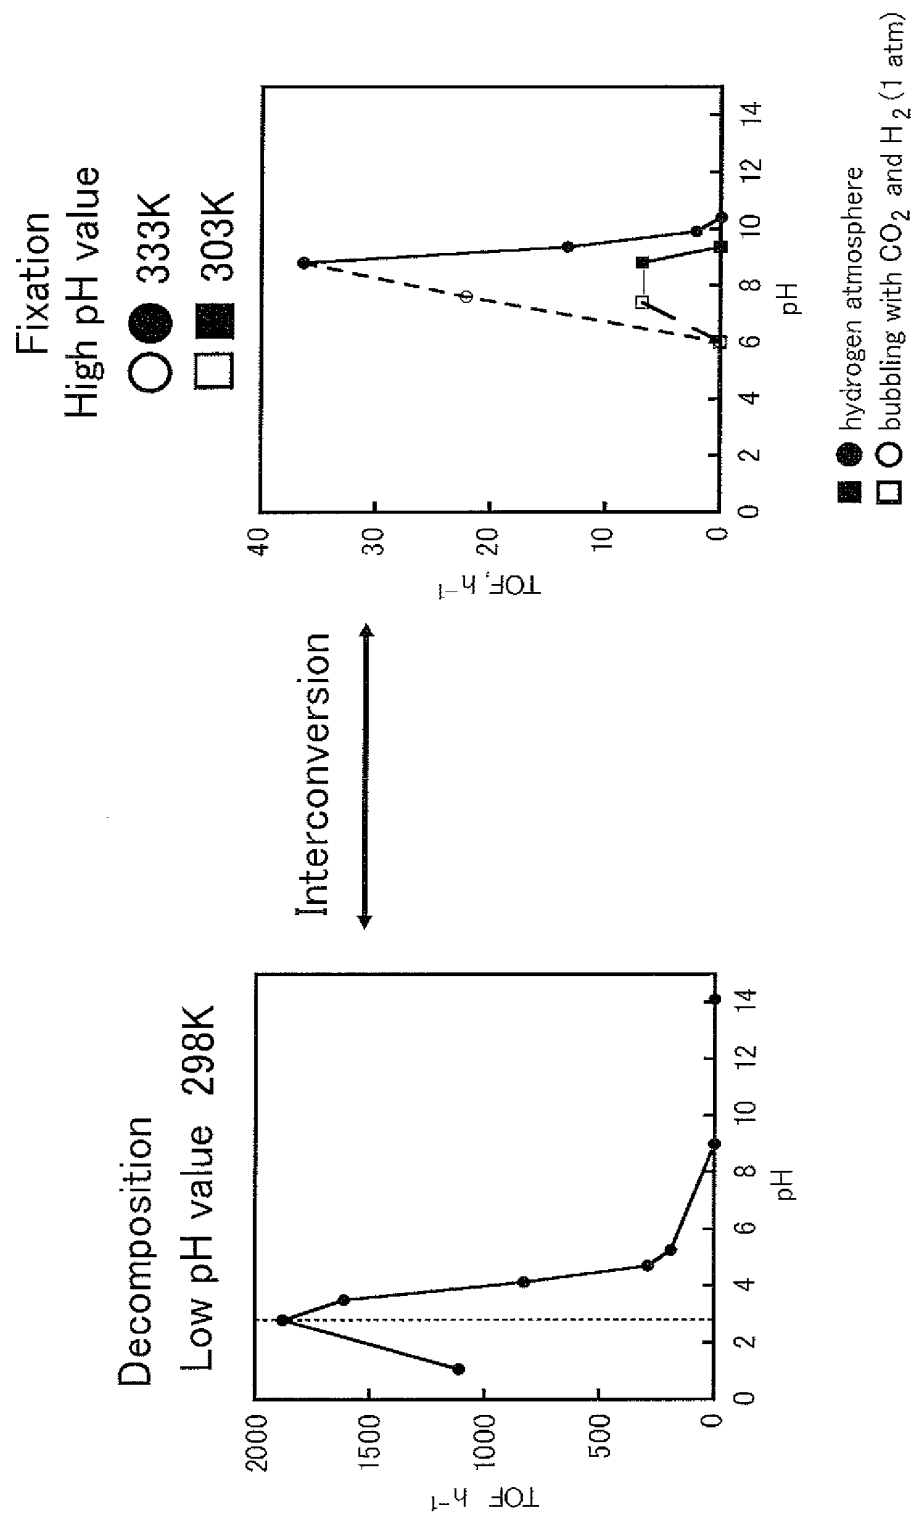 Decomposition
Low pH value 298K
2000
1500
1000
500
0
TOF h⁻¹
0
2
4
6
8
10
12
14
pH
Interconversion
Fixation
High pH value
333K
303K
40
30
20
10
0
TOF, h⁻¹
0
2
4
6
8
10
12
14
pH
hydrogen atmosphere
bubbling with CO₂ and H₂ (1 atm)